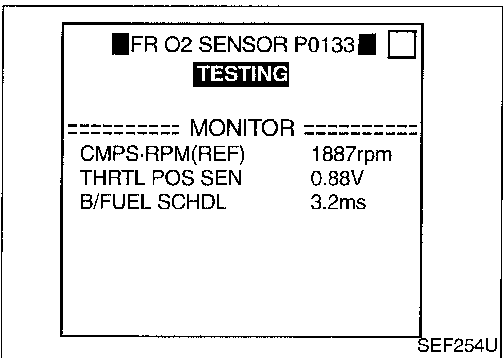 FR O2 SENSOR P0133
TESTING
========== MONITOR ==========
CMPS·RPM(REF) 1887rpm
THRTL POS SEN 0.88V
B/FUEL SCHDL 3.2ms
SEF254U